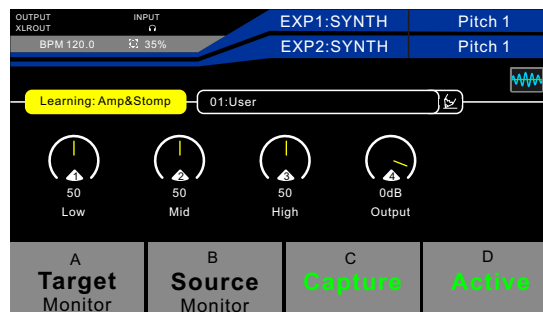 OUTPUT INPUT
XLROUT
EXP1:SYNTH Pitch 1
BPM 120.0 35% EXP2:SYNTH Pitch 1
Learning: Amp&Stomp 01:User
1 2 3 4
50 50 50 0dB
Low Mid High Output
A B C D
Target Source Capture Active
Monitor Monitor